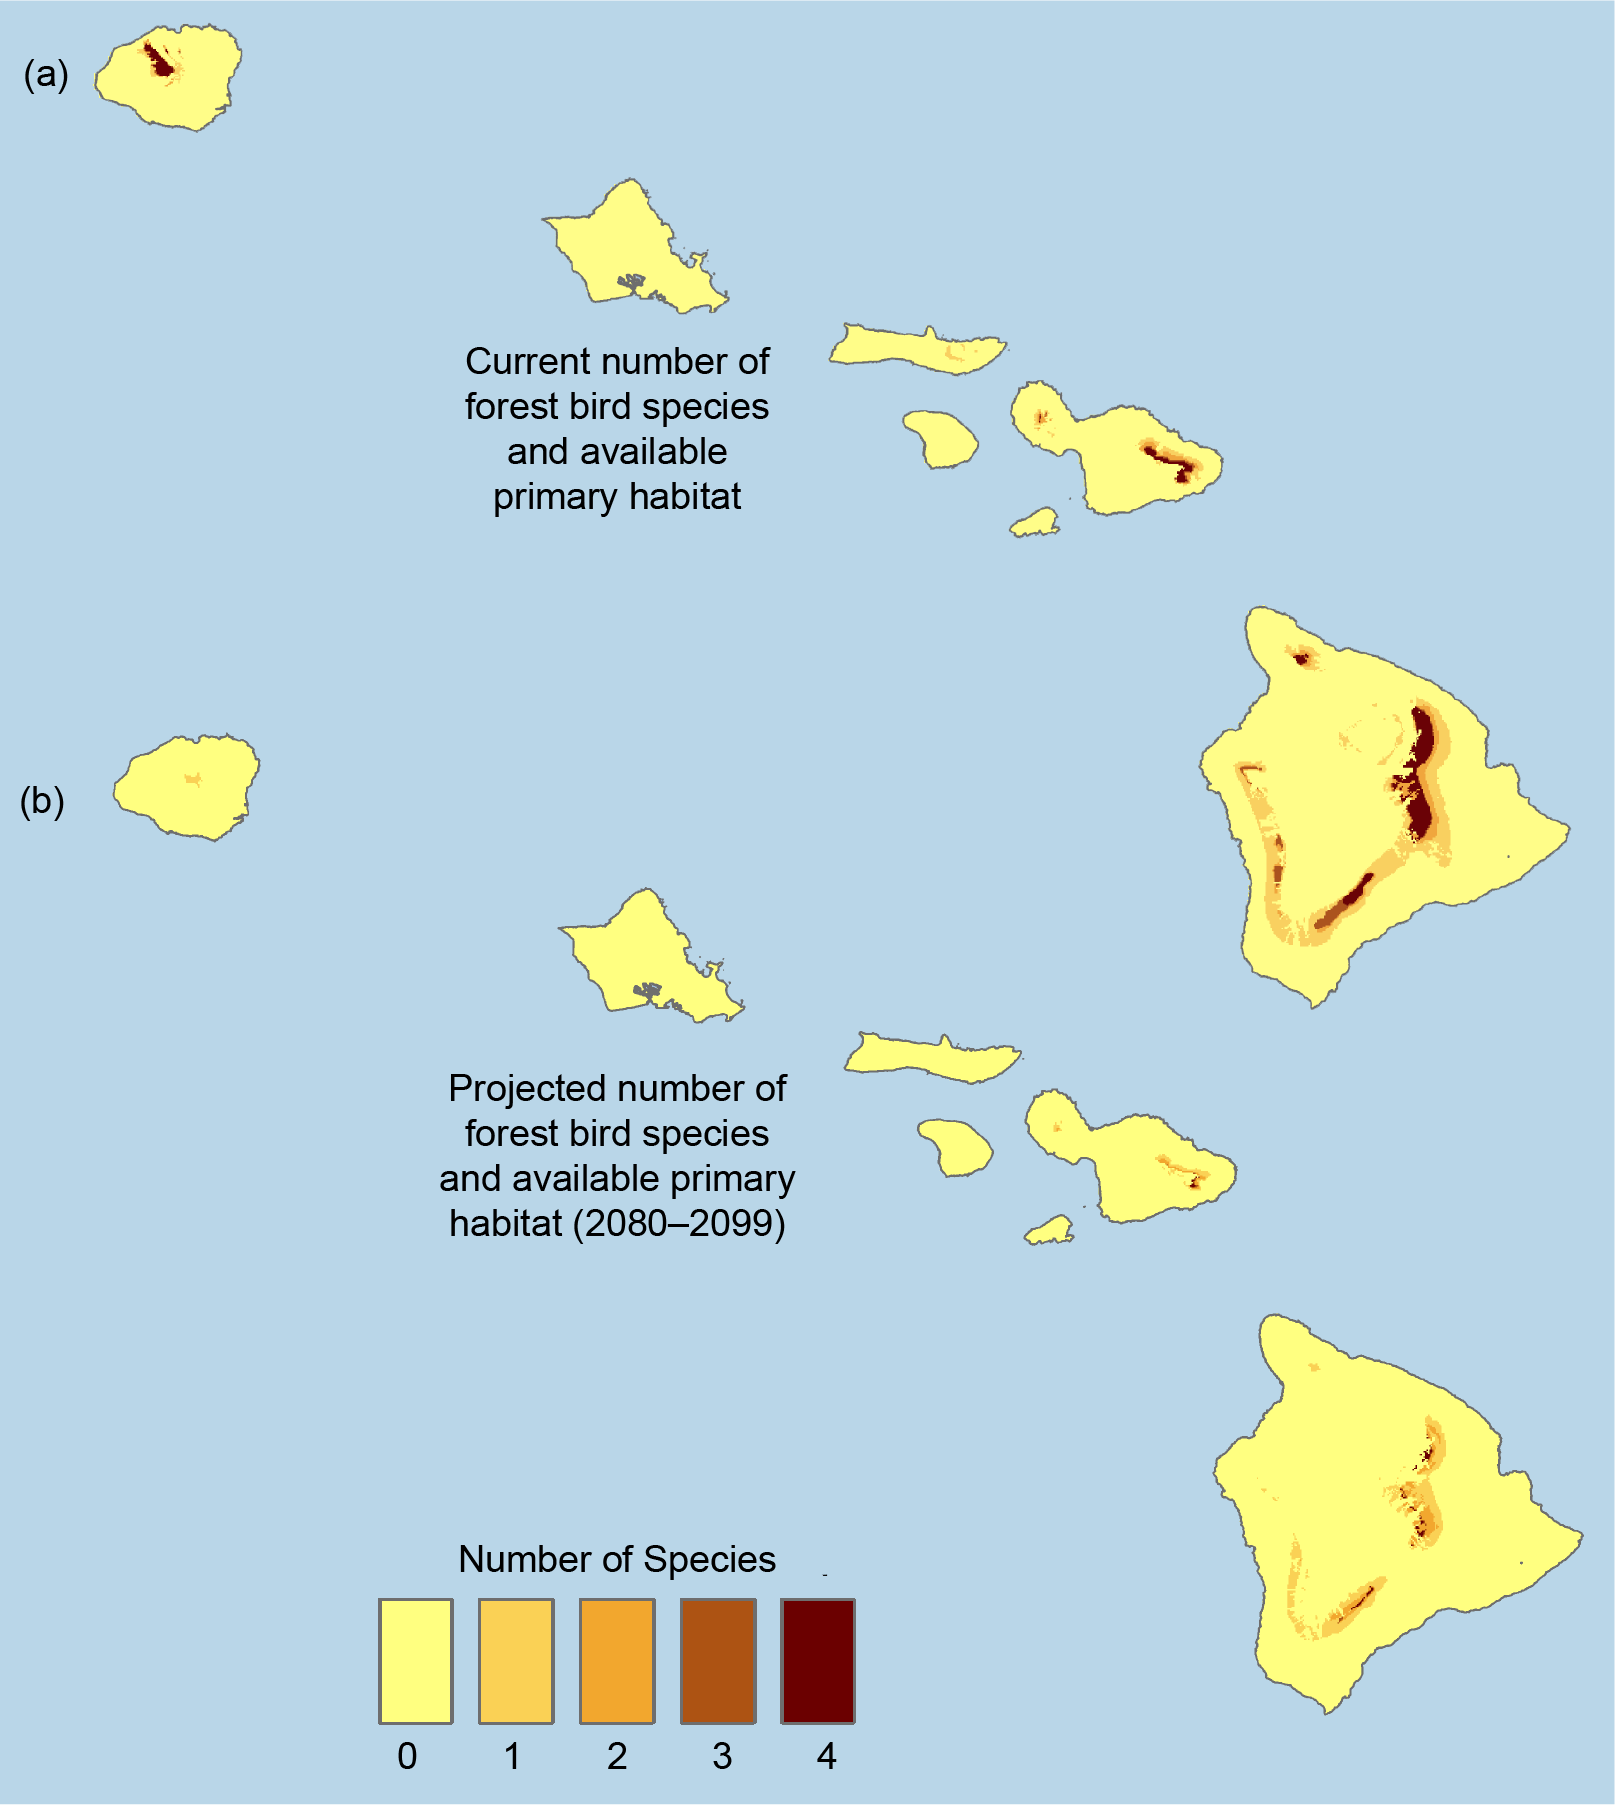 (a)
Current number of
forest bird species
and available
primary habitat
(b)
Projected number of
forest bird species
and available primary
habitat (2080–2099)
Number of Species
0 1 2 3 4